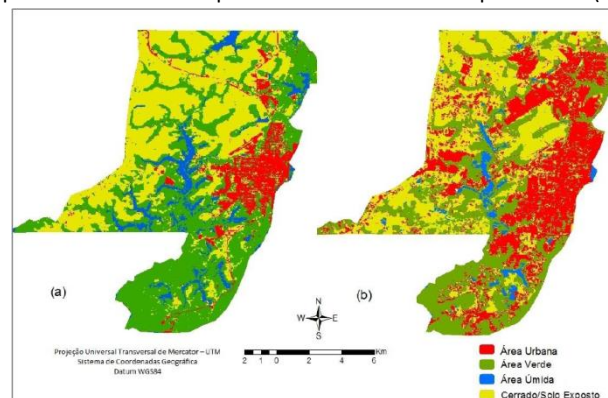 (a)
(b)
N
W E
S
Projeção Universal Transversal de Mercator – UTM
Sistema de Coordenadas Geográfica
Datum WGS84
2 1 0 2 4 6
Km
Área Urbana
Área Verde
Área Úmida
Cerrado/Solo Exposto